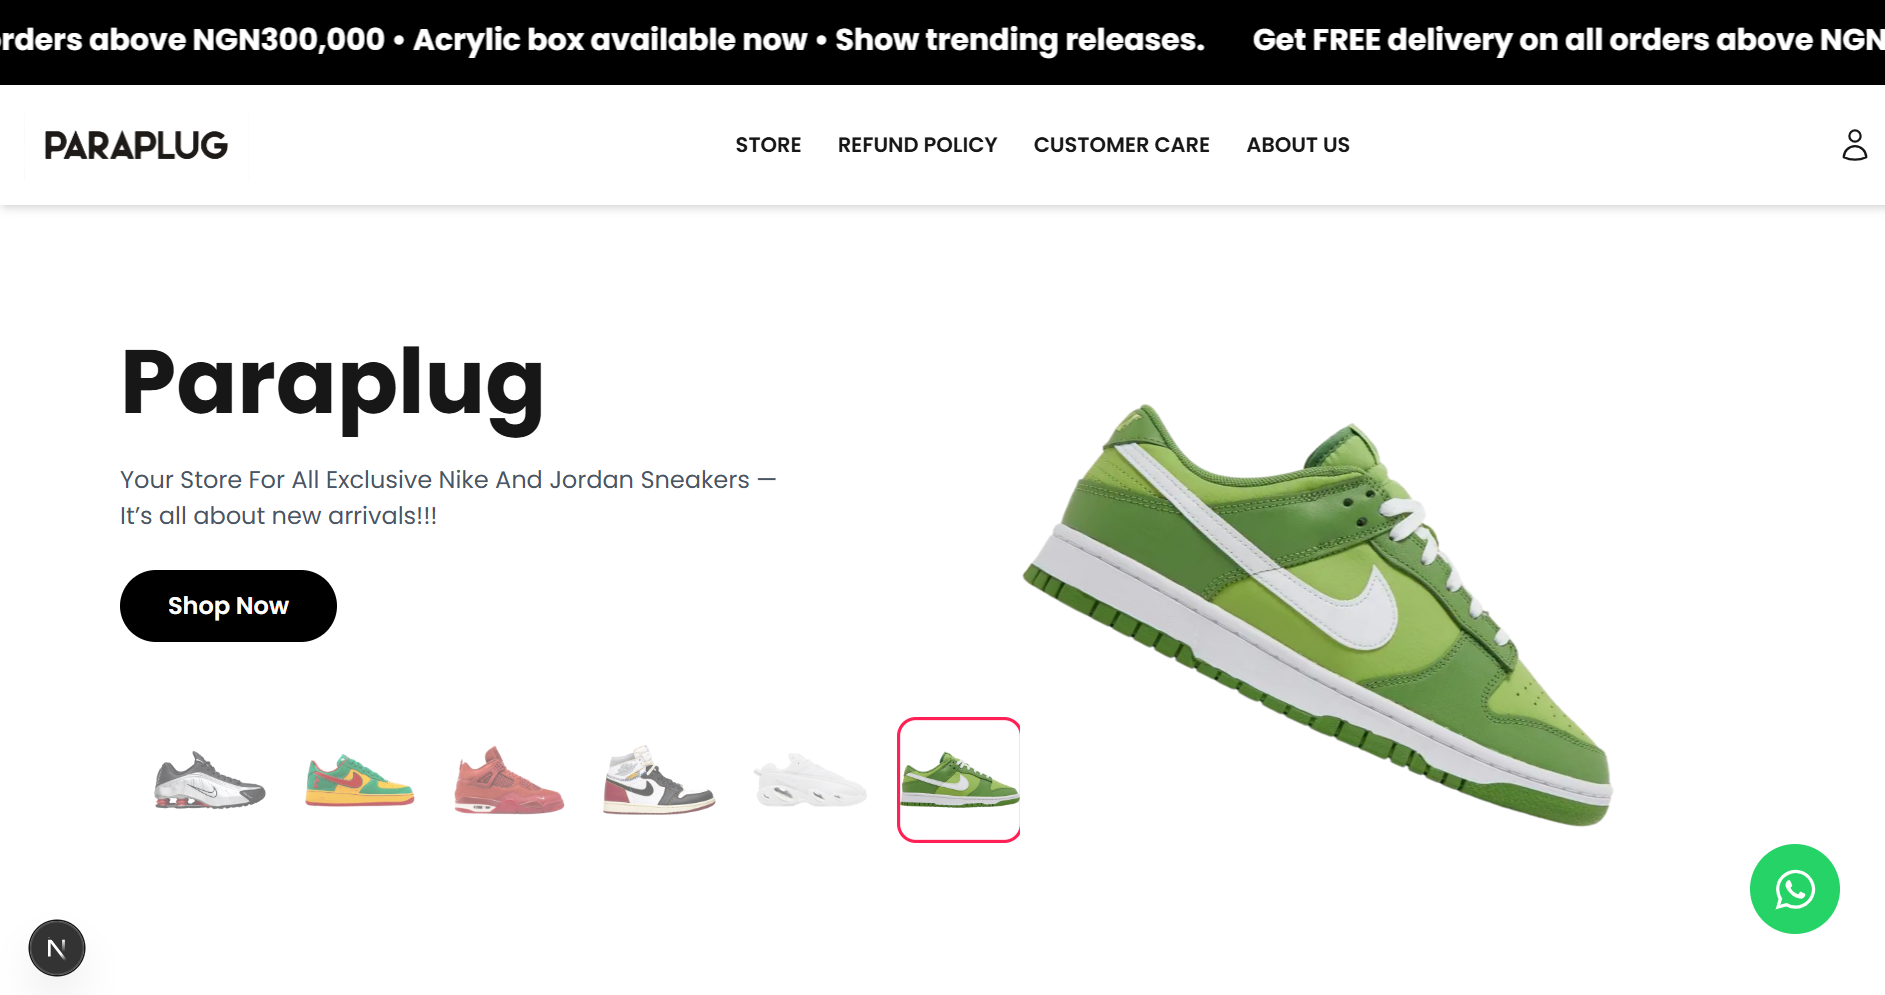 orders above NGN300,000 • Acrylic box available now • Show trending releases. Get FREE delivery on all orders above NGN
PARAPLUG
STORE REFUND POLICY CUSTOMER CARE ABOUT US
Paraplug
Your Store For All Exclusive Nike And Jordan Sneakers —
It’s all about new arrivals!!!
Shop Now
N